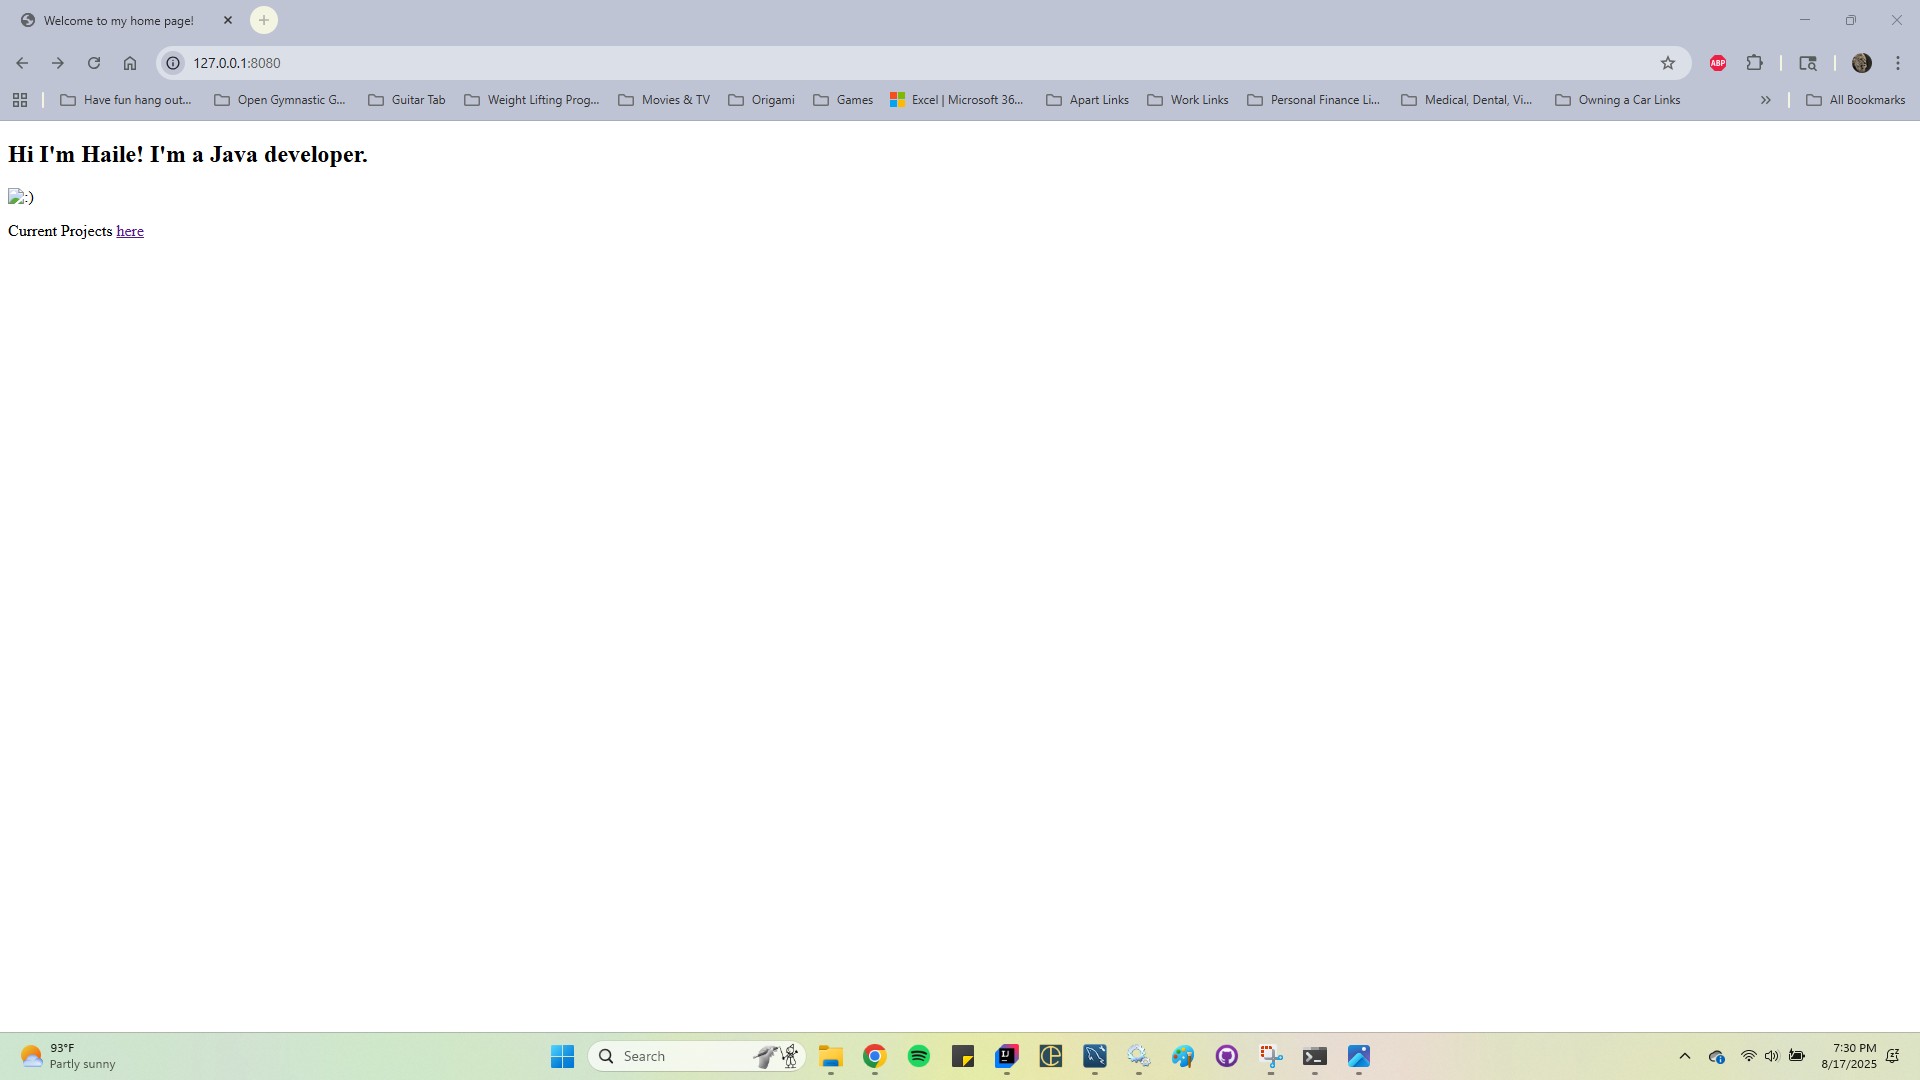 Welcome to my home page!
127.0.0.1:8080
ABP
Have fun hang out...
Open Gymnastic G...
Guitar Tab
Weight Lifting Prog...
Movies & TV
Origami
Games
Excel | Microsoft 36...
Apart Links
Work Links
Personal Finance Li...
Medical, Dental, Vi...
Owning a Car Links
All Bookmarks
Hi I'm Haile! I'm a Java developer.
:)
Current Projects here
93°F
Partly sunny
Search
7:30 PM
8/17/2025